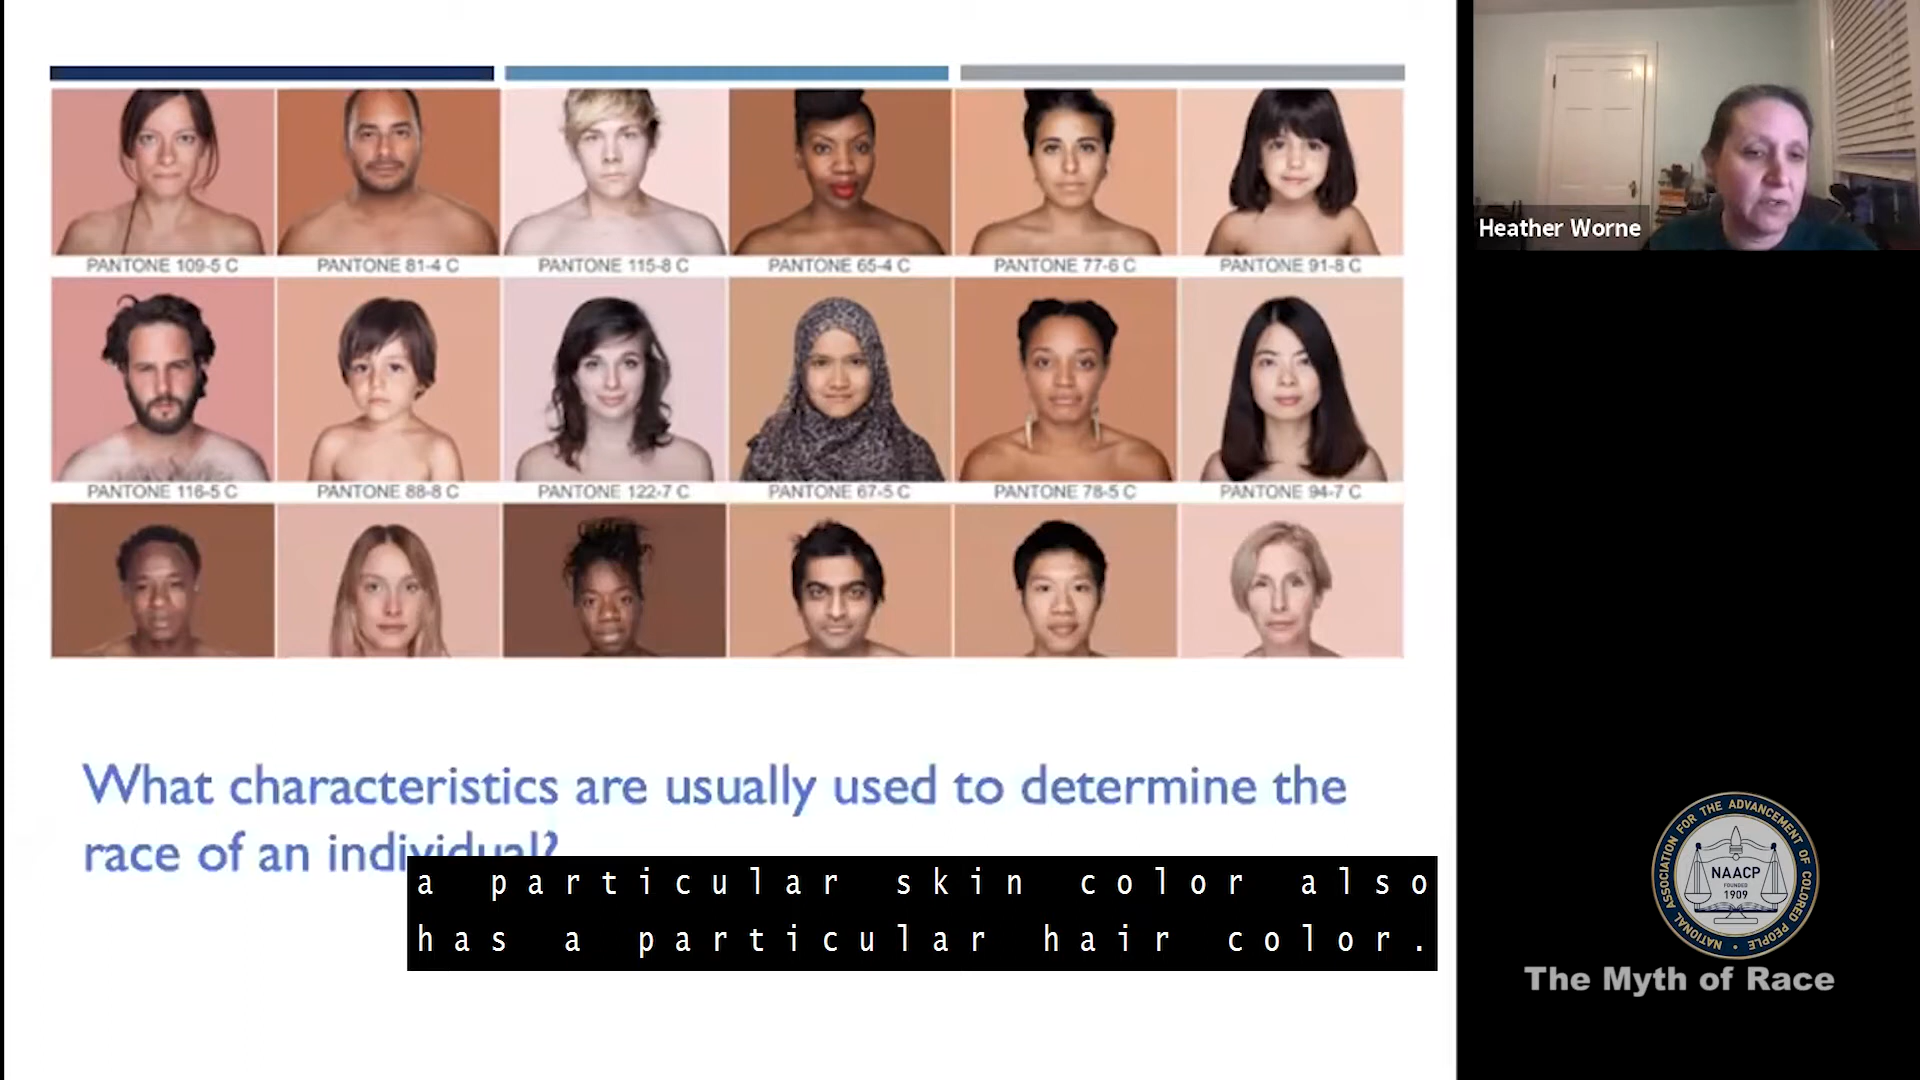 PANTONE 109-5 C
PANTONE 81-4 C
PANTONE 115-8 C
PANTONE 65-4 C
PANTONE 77-6 C
PANTONE 91-8 C
PANTONE 116-5 C
PANTONE 88-8 C
PANTONE 122-7 C
PANTONE 67-5 C
PANTONE 78-5 C
PANTONE 94-7 C
What characteristics are usually used to determine the
race of an individual?
a particular skin color also
has a particular hair color.
Heather Worne
NATIONAL ASSOCIATION FOR THE ADVANCEMENT OF COLORED PEOPLE
NAACP
FOUNDED
1909
The Myth of Race